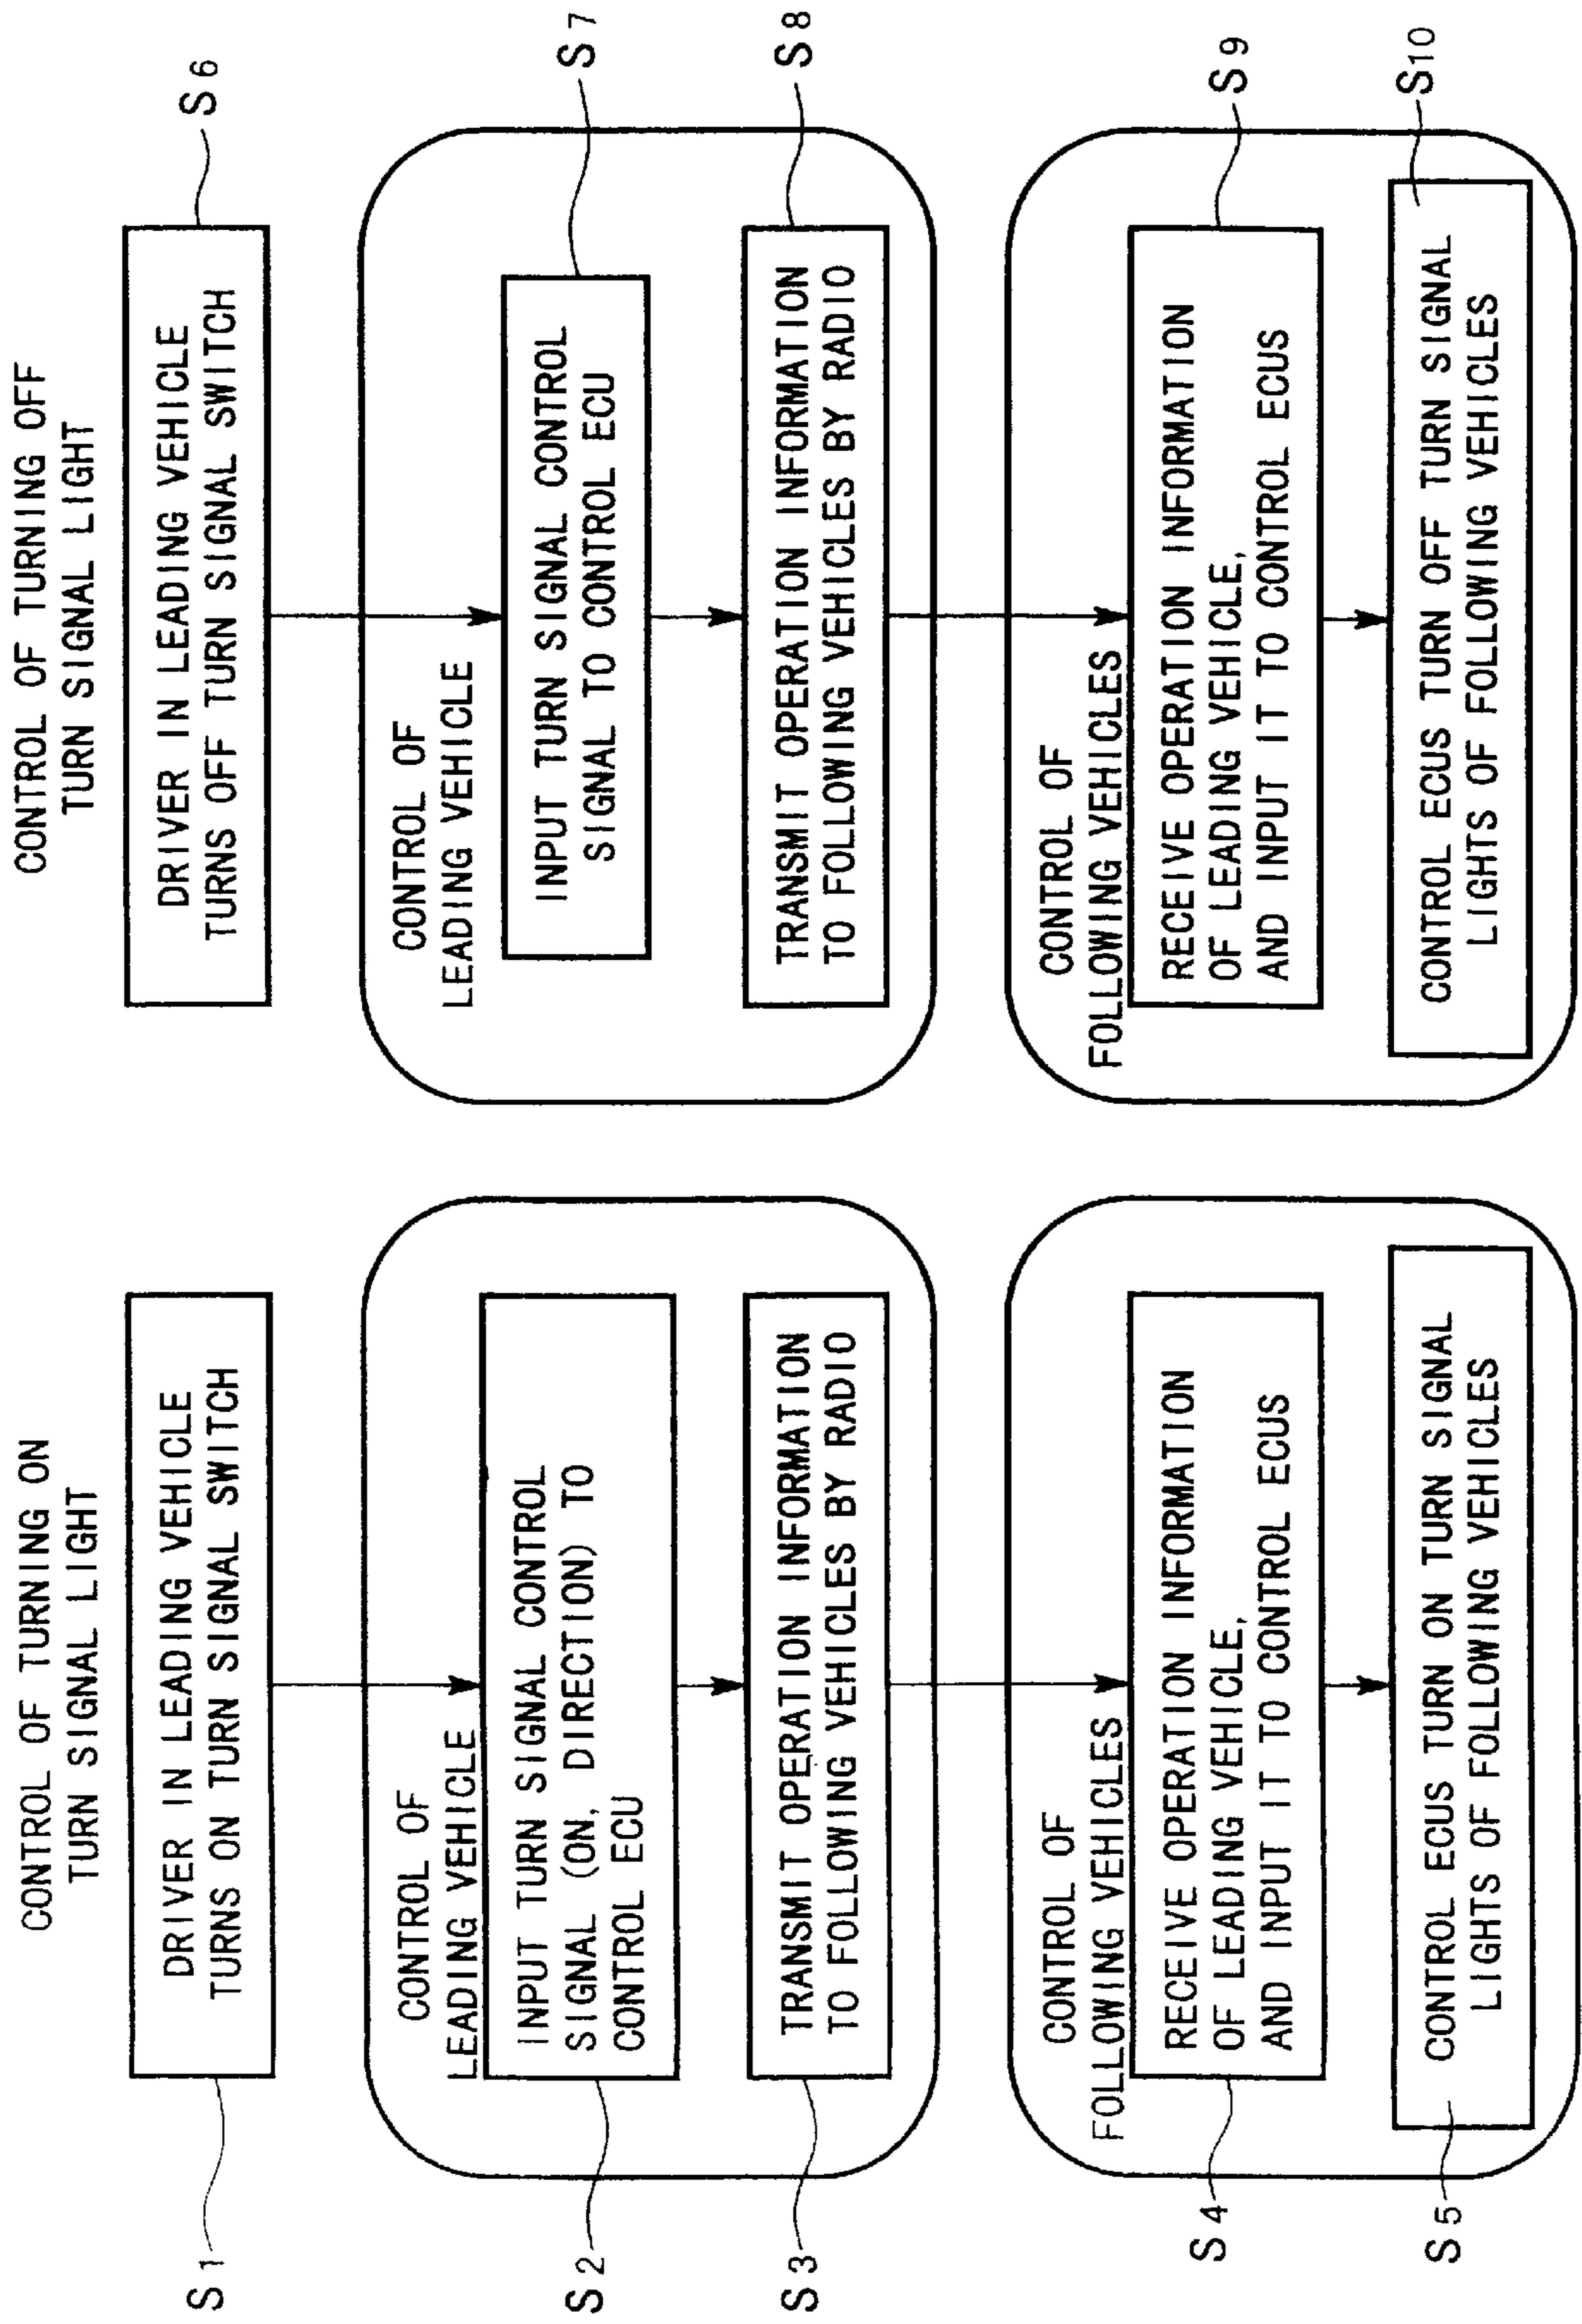 CONTROL OF TURNING ON
TURN SIGNAL LIGHT
S1
DRIVER IN LEADING VEHICLE
TURNS ON TURN SIGNAL SWITCH
CONTROL OF
LEADING VEHICLE
S2
INPUT TURN SIGNAL CONTROL
SIGNAL (ON, DIRECTION) TO
CONTROL ECU
S3
TRANSMIT OPERATION INFORMATION
TO FOLLOWING VEHICLES BY RADIO
CONTROL OF
FOLLOWING VEHICLES
S4
RECEIVE OPERATION INFORMATION
OF LEADING VEHICLE,
AND INPUT IT TO CONTROL ECUS
S5
CONTROL ECUS TURN ON TURN SIGNAL
LIGHTS OF FOLLOWING VEHICLES
CONTROL OF TURNING OFF
TURN SIGNAL LIGHT
S6
DRIVER IN LEADING VEHICLE
TURNS OFF TURN SIGNAL SWITCH
CONTROL OF
LEADING VEHICLE
S7
INPUT TURN SIGNAL CONTROL
SIGNAL TO CONTROL ECU
S8
TRANSMIT OPERATION INFORMATION
TO FOLLOWING VEHICLES BY RADIO
CONTROL OF
FOLLOWING VEHICLES
S9
RECEIVE OPERATION INFORMATION
OF LEADING VEHICLE,
AND INPUT IT TO CONTROL ECUS
S10
CONTROL ECUS TURN OFF TURN SIGNAL
LIGHTS OF FOLLOWING VEHICLES